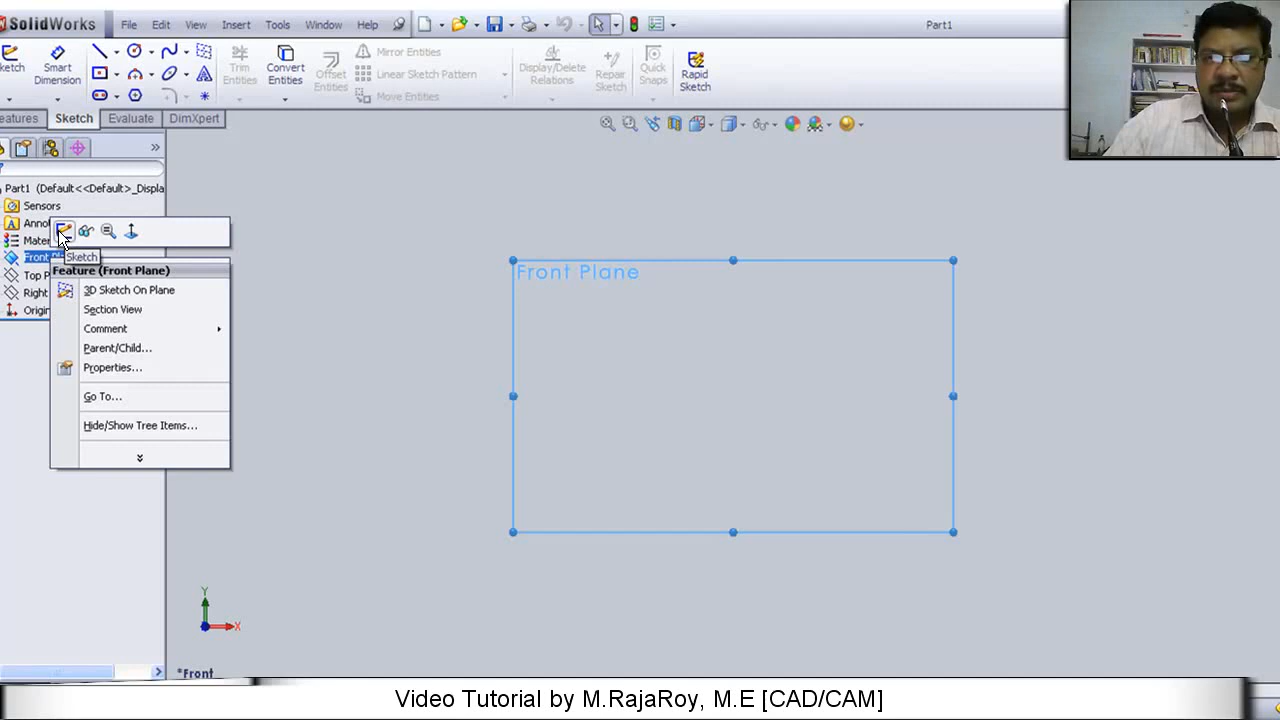 SolidWorks File Edit View Insert Tools Window Help Part1
Smart Dimension
Trim Entities
Convert Entities
Offset Entities
Mirror Entities
Linear Sketch Pattern
Move Entities
Display/Delete Relations
Repair Sketch
Quick Snaps
Rapid Sketch
Sketch Evaluate DimXpert
Part1 (Default<<Default>_Displa
Sensors
Sketch
Feature (Front Plane)
3D Sketch On Plane
Section View
Comment
Parent/Child...
Properties...
Go To...
Hide/Show Tree Items...
Front Plane
Y
X
*Front
Video Tutorial by M.RajaRoy, M.E [CAD/CAM]